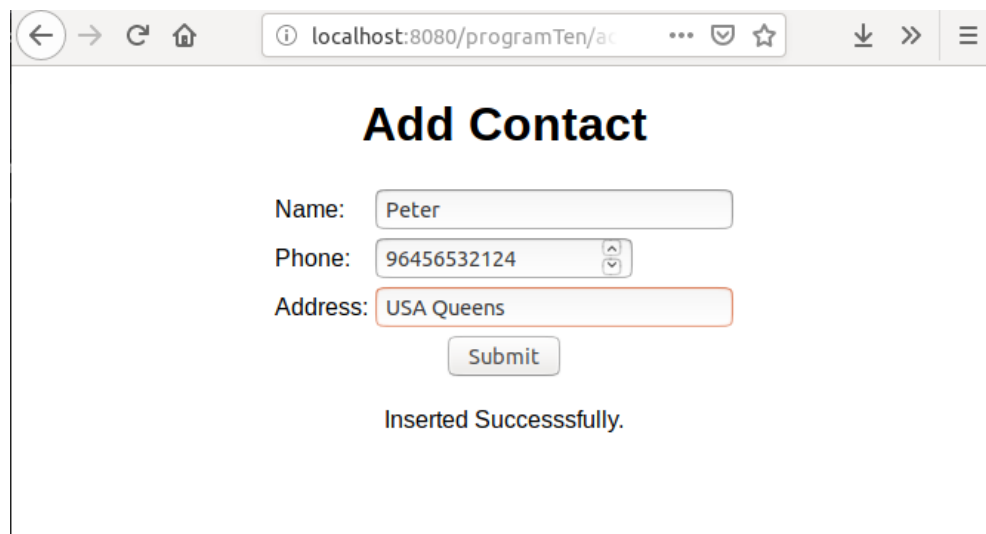 localhost:8080/programTen/ac
Add Contact
Name: Peter
Phone: 96456532124
Address: USA Queens
Submit
Inserted Successsfully.